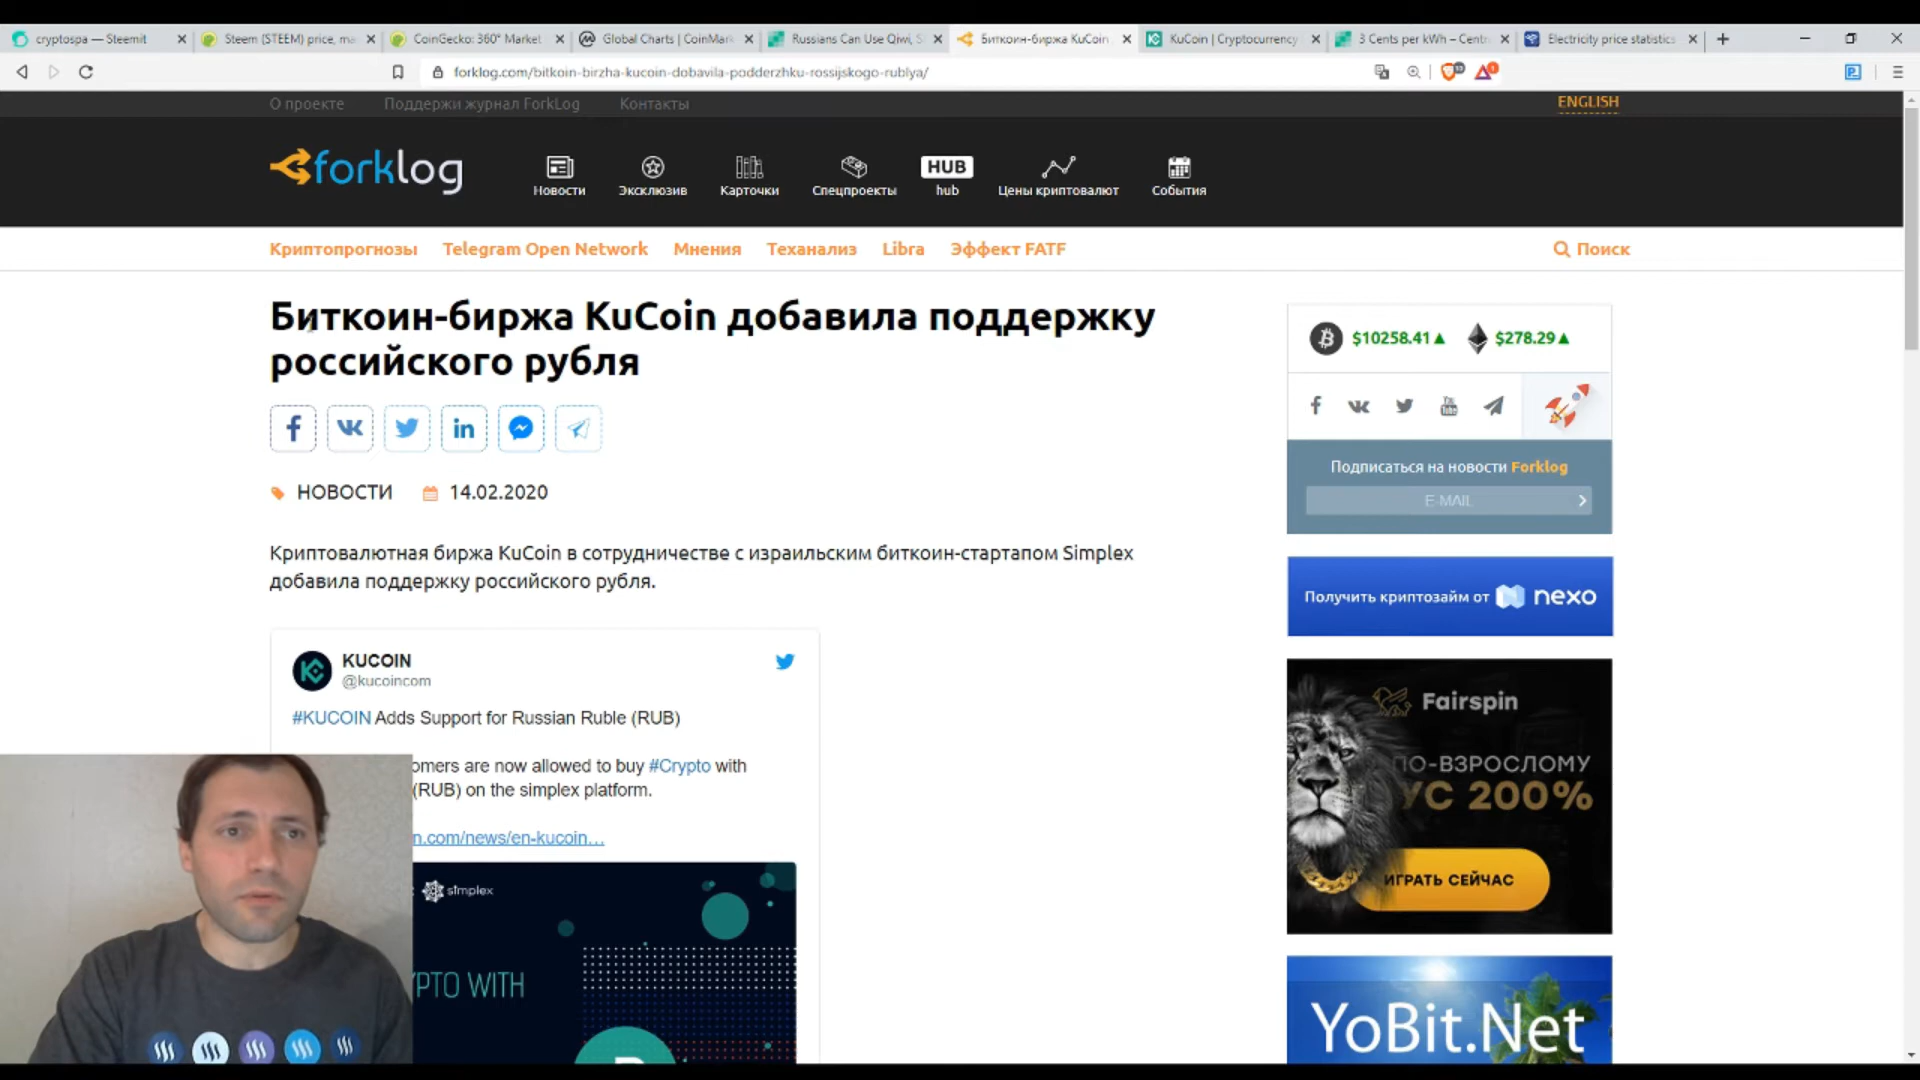 cryptospa — Steemit
Steem (STEEM) price, ma
CoinGecko: 360° Market
Global Charts | CoinMark
Russians Can Use Qiwi, S
Биткоин-биржа KuCoin
KuCoin | Cryptocurrency
3 Cents per kWh – Centr
Electricity price statistics
forklog.com/bitkoin-birzha-kucoin-dobavila-podderzhku-rossijskogo-rublya/
О проекте
Поддержи журнал ForkLog
Контакты
ENGLISH
forklog
Новости
Эксклюзив
Карточки
Спецпроекты
HUB
hub
Цены криптовалют
События
Криптопрогнозы
Telegram Open Network
Мнения
Теханализ
Libra
Эффект FATF
Поиск
Биткоин-биржа KuCoin добавила поддержку
российского рубля
НОВОСТИ
14.02.2020
Криптовалютная биржа KuCoin в сотрудничестве с израильским биткоин-стартапом Simplex
добавила поддержку российского рубля.
KUCOIN
@kucoincom
#KUCOIN Adds Support for Russian Ruble (RUB)
omers are now allowed to buy #Crypto with
(RUB) on the simplex platform.
n.com/news/en-kucoin…
simplex
YPTO WITH
$10258.41▲
$278.29▲
Подписаться на новости Forklog
E-MAIL
Получить криптозайм от nexo
Fairspin
ПО-ВЗРОСЛОМУ
УС 200%
ИГРАТЬ СЕЙЧАС
YoBit.Net